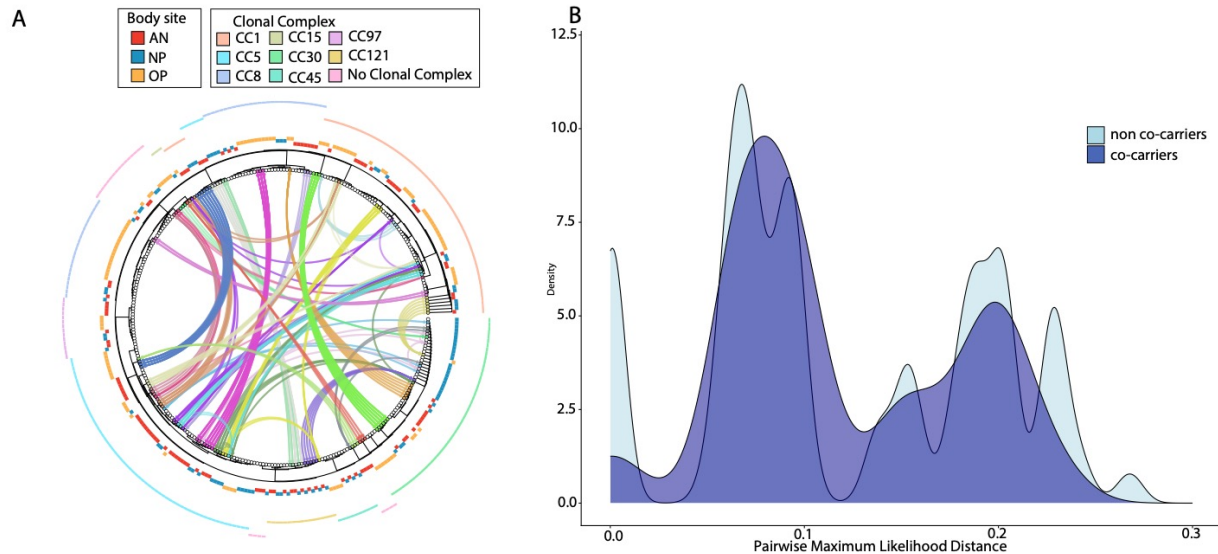 A
Body site
AN
NP
OP
Clonal Complex
CC1
CC15
CC97
CC5
CC30
CC121
CC8
CC45
No Clonal Complex
B
12.5
10.0
7.5
5.0
2.5
0.0
Density
non co-carriers
co-carriers
0.0
0.1
0.2
0.3
Pairwise Maximum Likelihood Distance